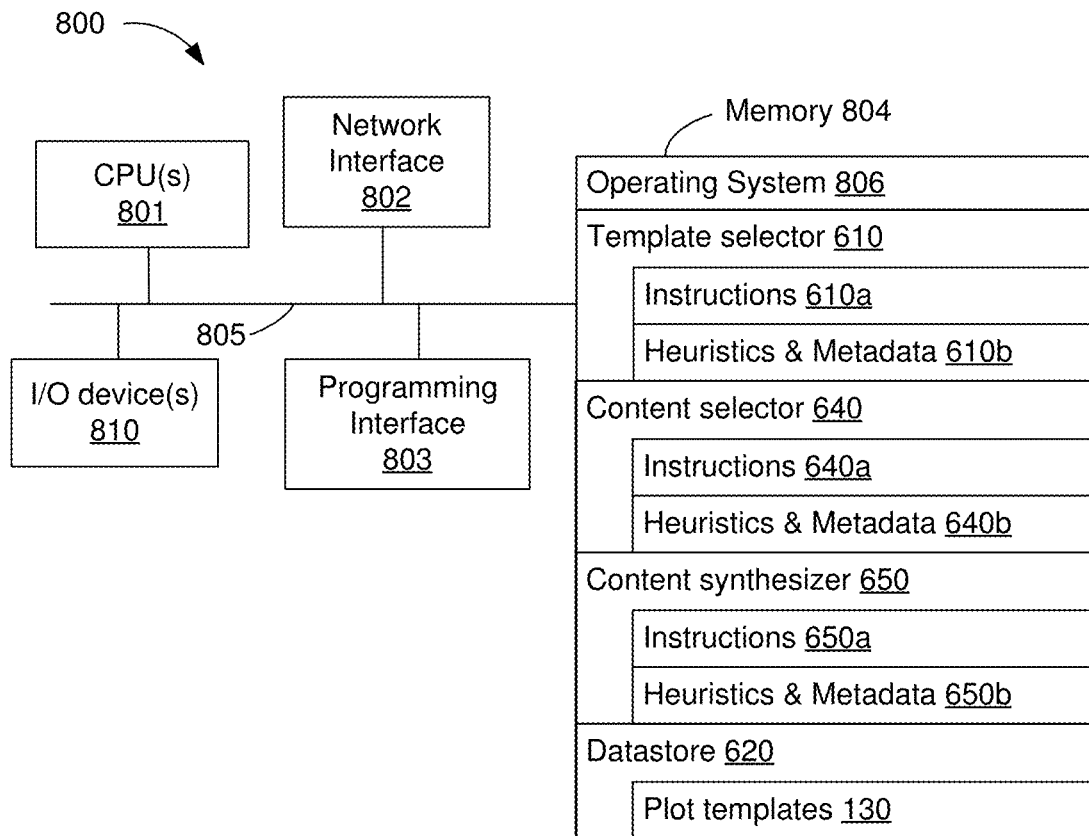 800
Memory 804
CPU(s)
801
Network
Interface
802
805
I/O device(s)
810
Programming
Interface
803
Operating System 806
Template selector 610
Instructions 610a
Heuristics & Metadata 610b
Content selector 640
Instructions 640a
Heuristics & Metadata 640b
Content synthesizer 650
Instructions 650a
Heuristics & Metadata 650b
Datastore 620
Plot templates 130